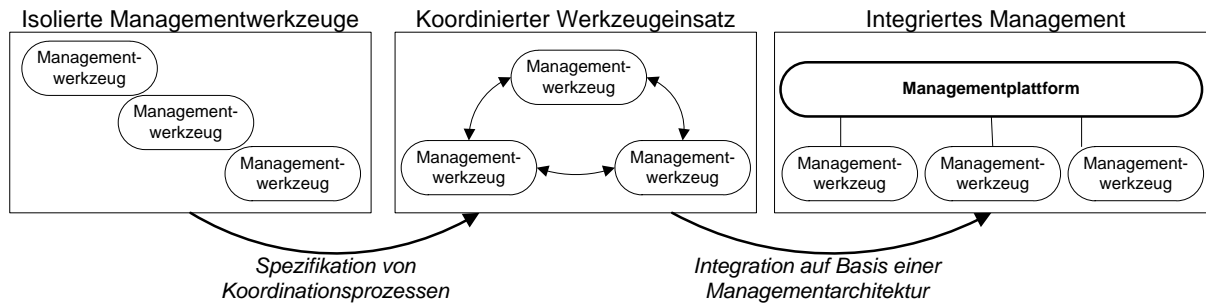 Isolierte Managementwerkzeuge
Management-
werkzeug
Management-
werkzeug
Management-
werkzeug
Koordinierter Werkzeugeinsatz
Management-
werkzeug
Management-
werkzeug
Management-
werkzeug
Integriertes Management
Managementplattform
Management-
werkzeug
Management-
werkzeug
Management-
werkzeug
Spezifikation von
Koordinationsprozessen
Integration auf Basis einer
Managementarchitektur